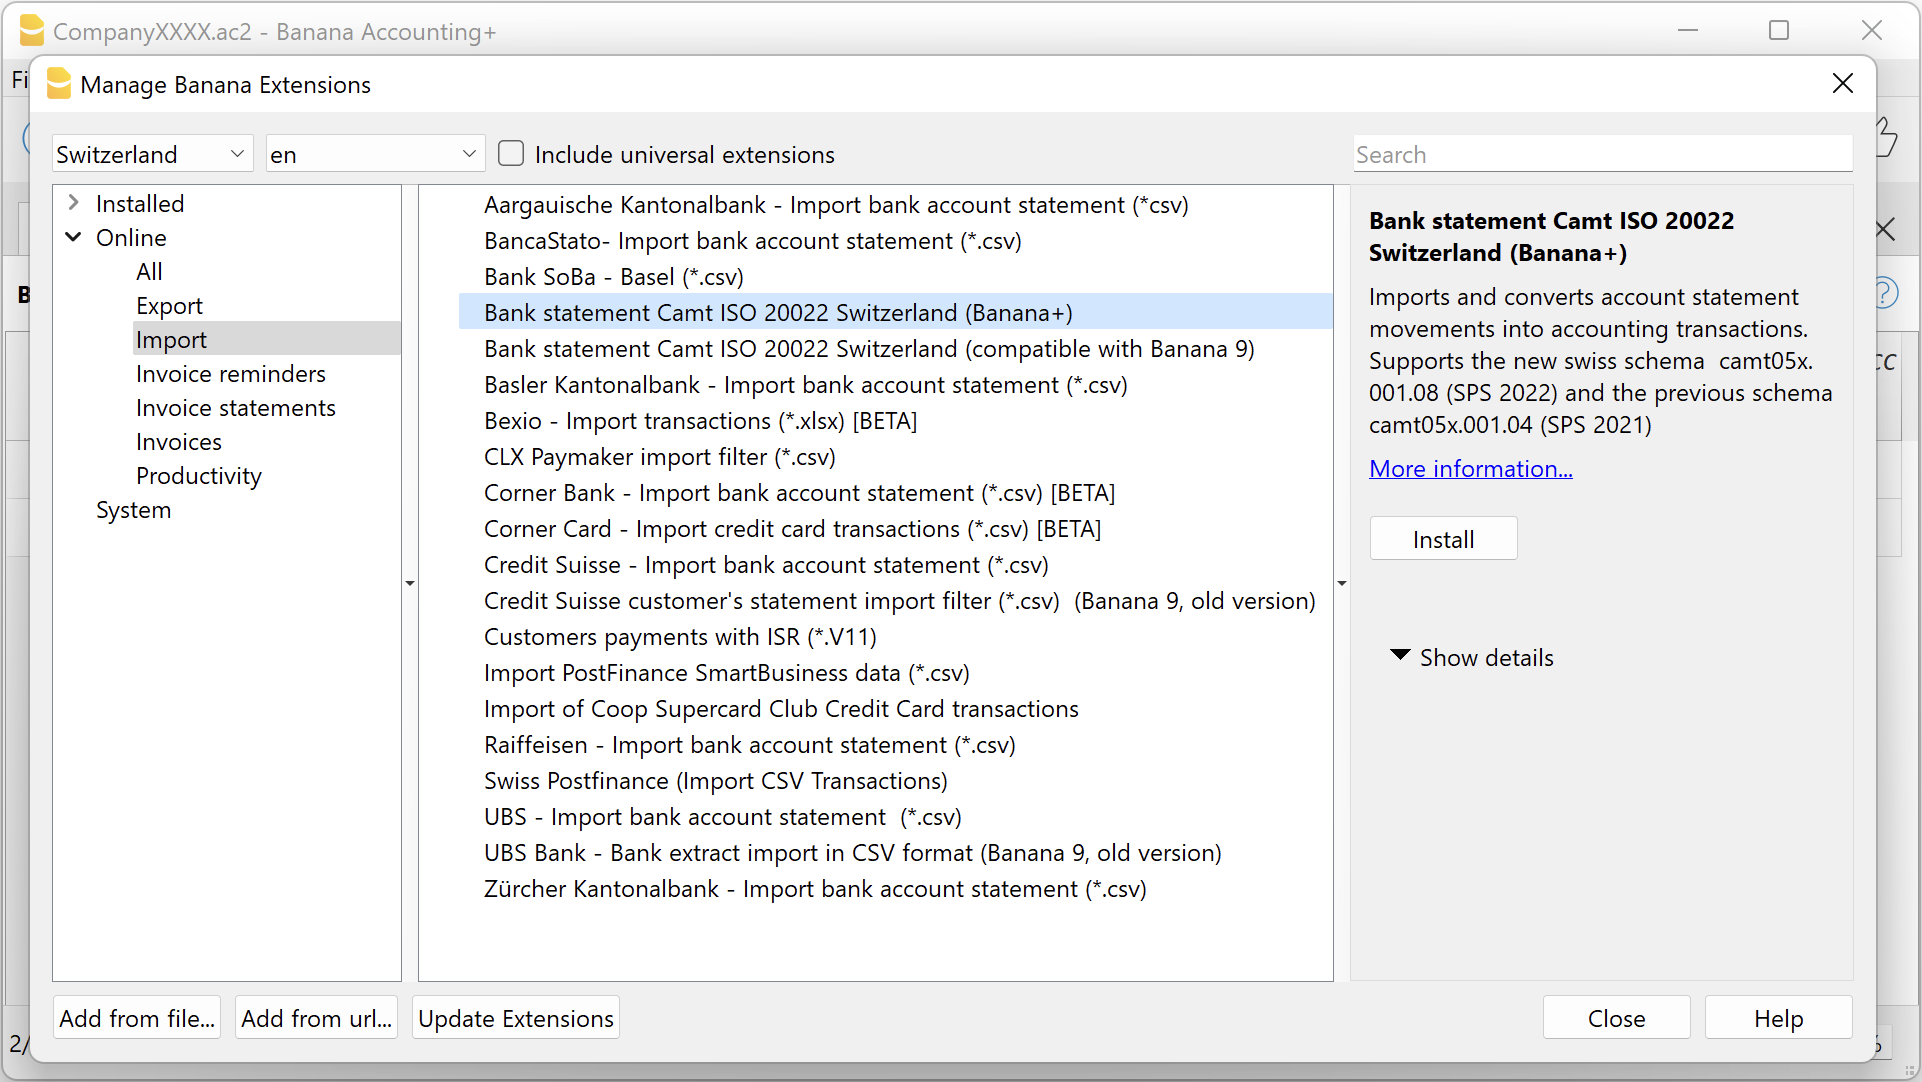 CompanyXXXX.ac2 - Banana Accounting+
Fi
Manage Banana Extensions
Switzerland
en
Include universal extensions
Search
Installed
Online
All
Export
Import
Invoice reminders
Invoice statements
Invoices
Productivity
System
Aargauische Kantonalbank - Import bank account statement (*csv)
BancaStato- Import bank account statement (*.csv)
Bank SoBa - Basel (*.csv)
Bank statement Camt ISO 20022 Switzerland (Banana+)
Bank statement Camt ISO 20022 Switzerland (compatible with Banana 9)
Basler Kantonalbank - Import bank account statement (*.csv)
Bexio - Import transactions (*.xlsx) [BETA]
CLX Paymaker import filter (*.csv)
Corner Bank - Import bank account statement (*.csv) [BETA]
Corner Card - Import credit card transactions (*.csv) [BETA]
Credit Suisse - Import bank account statement (*.csv)
Credit Suisse customer's statement import filter (*.csv)  (Banana 9, old version)
Customers payments with ISR (*.V11)
Import PostFinance SmartBusiness data (*.csv)
Import of Coop Supercard Club Credit Card transactions
Raiffeisen - Import bank account statement (*.csv)
Swiss Postfinance (Import CSV Transactions)
UBS - Import bank account statement  (*.csv)
UBS Bank - Bank extract import in CSV format (Banana 9, old version)
Zürcher Kantonalbank - Import bank account statement (*.csv)
Bank statement Camt ISO 20022
Switzerland (Banana+)
Imports and converts account statement
movements into accounting transactions.
Supports the new swiss schema  camt05x.
001.08 (SPS 2022) and the previous schema
camt05x.001.04 (SPS 2021)
More information...
Install
Show details
Add from file...
Add from url...
Update Extensions
Close
Help
2/